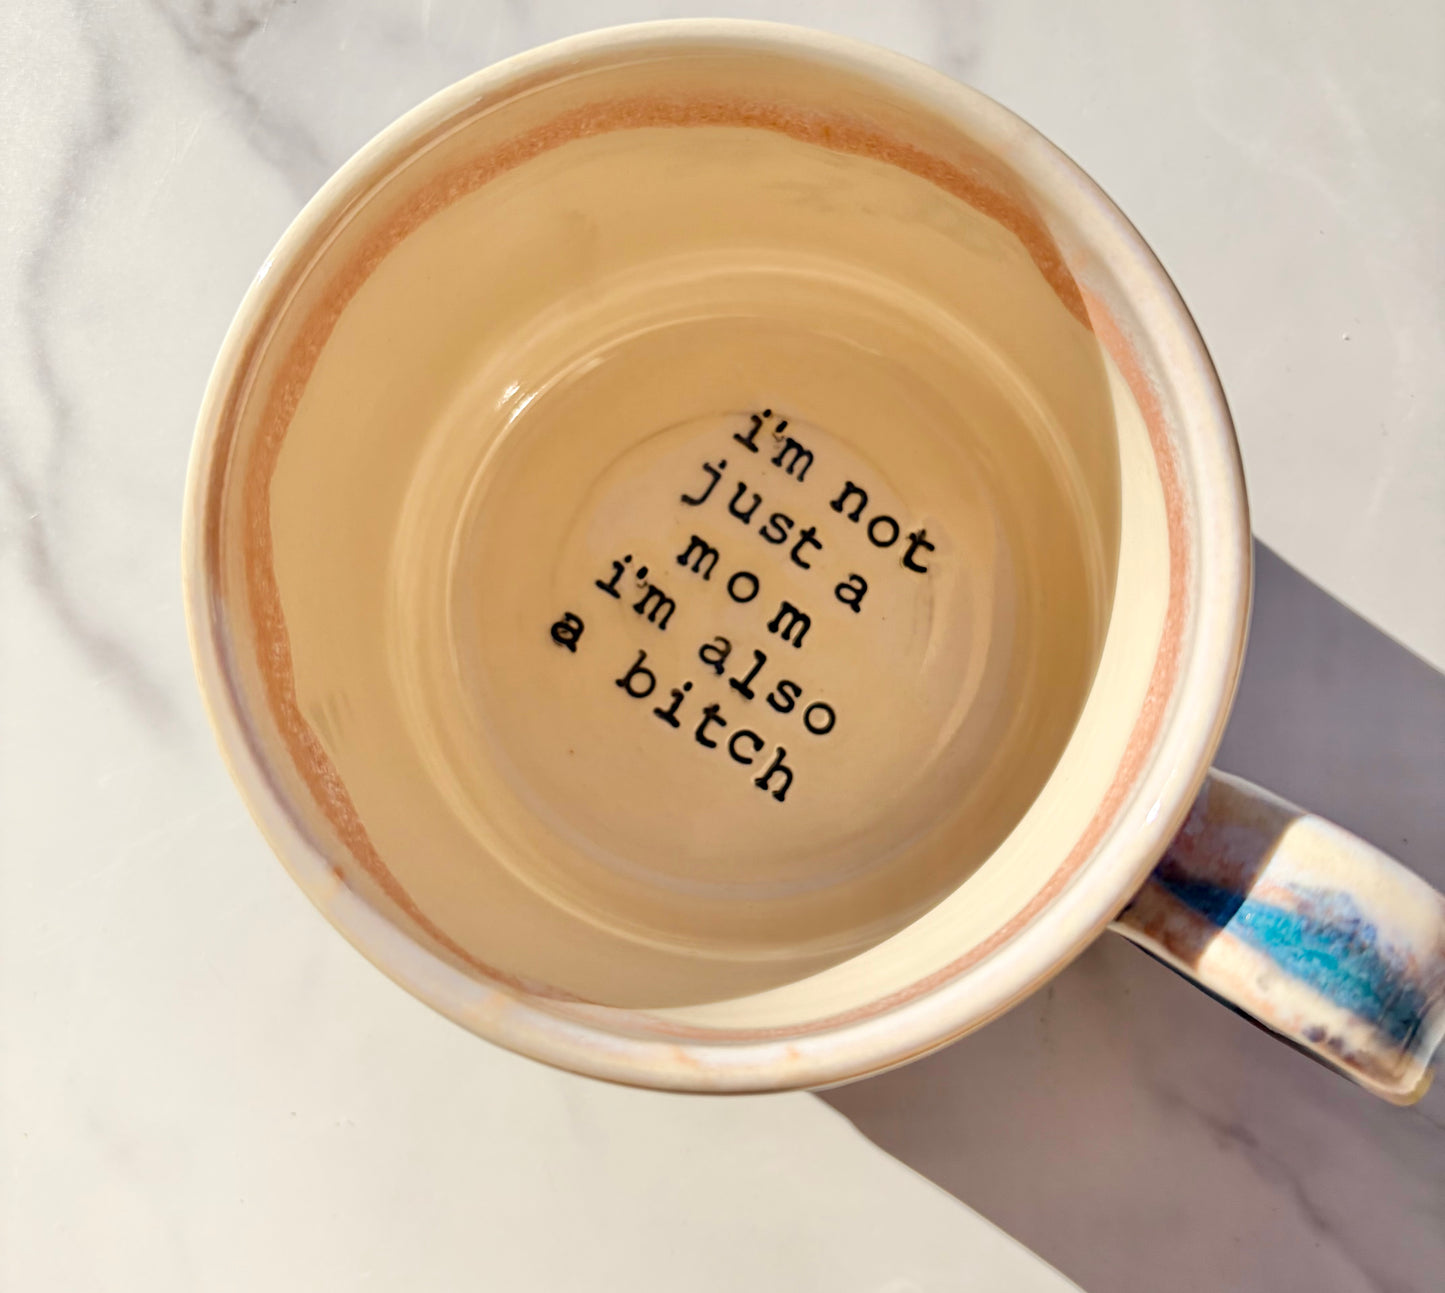 i'm not
just a
mom
i'm also
a bitch